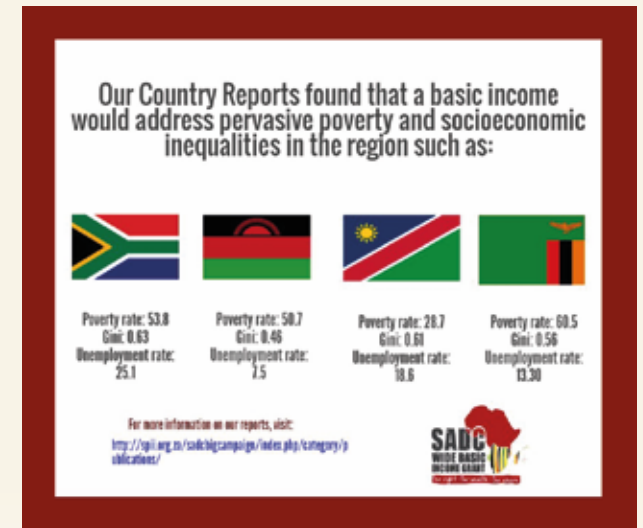 Our Country Reports found that a basic income
would address pervasive poverty and socioeconomic
inequalities in the region such as:
Poverty rate: 53.8
Gini: 0.63
Unemployment rate:
25.1
Poverty rate: 50.7
Gini: 0.46
Unemployment rate:
7.5
Poverty rate: 28.7
Gini: 0.61
Unemployment rate:
18.6
Poverty rate: 60.5
Gini: 0.56
Unemployment rate:
13.30
For more information on our reports, visit:
http://spii.org.za/sadcbigcampaign/index.php/category/p
ublications/
SADC
WIDE BASIC
INCOME GRANT